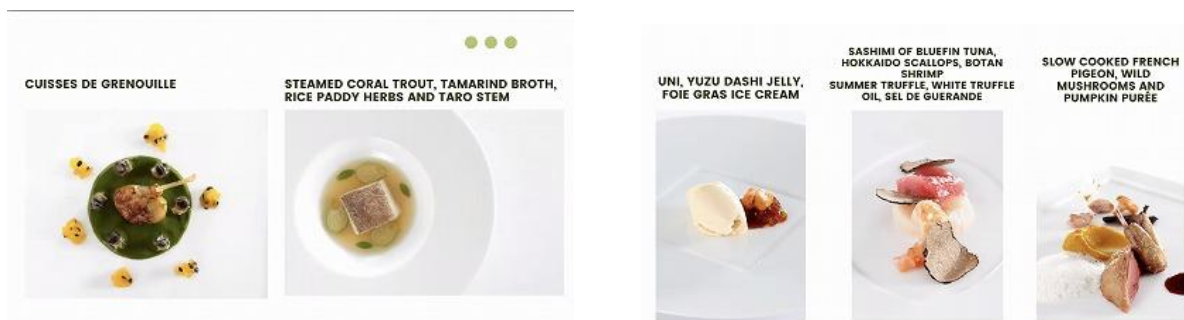 CUISSES DE GRENOUILLE
STEAMED CORAL TROUT, TAMARIND BROTH,
RICE PADDY HERBS AND TARO STEM
UNI, YUZU DASHI JELLY,
FOIE GRAS ICE CREAM
SASHIMI OF BLUEFIN TUNA,
HOKKAIDO SCALLOPS, BOTAN
SHRIMP
SUMMER TRUFFLE, WHITE TRUFFLE
OIL, SEL DE GUERANDE
SLOW COOKED FRENCH
PIGEON, WILD
MUSHROOMS AND
PUMPKIN PURÊE